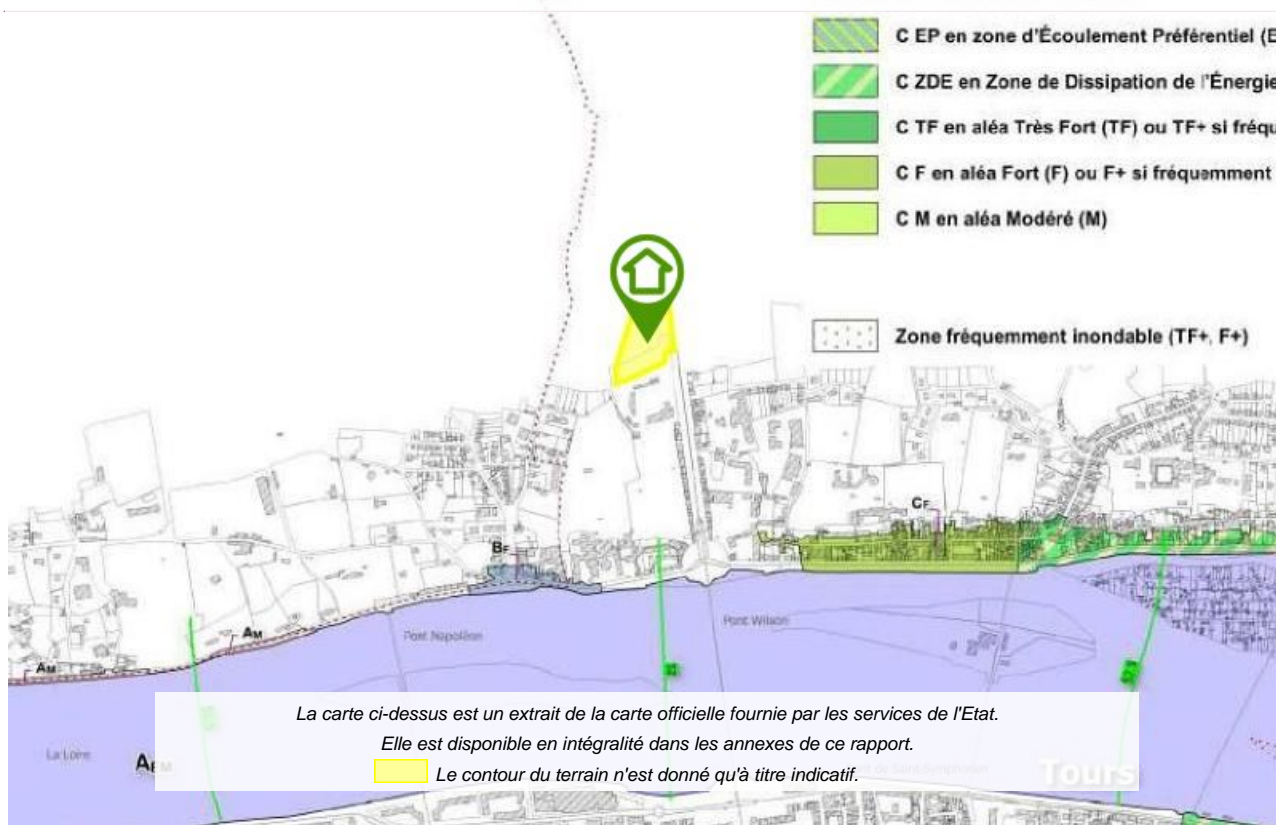 C EP en zone d'Écoulement Préférentiel (E
C ZDE en Zone de Dissipation de l'Énergie
C TF en aléa Très Fort (TF) ou TF+ si fréqu
C F en aléa Fort (F) ou F+ si fréquemment
C M en aléa Modéré (M)
Zone fréquemment inondable (TF+, F+)
CF
BF
AM
AM
Pont Napoléon
Pont Wilson
La Loire
Tours
La carte ci-dessus est un extrait de la carte officielle fournie par les services de l'Etat.
Elle est disponible en intégralité dans les annexes de ce rapport.
Le contour du terrain n'est donné qu'à titre indicatif.